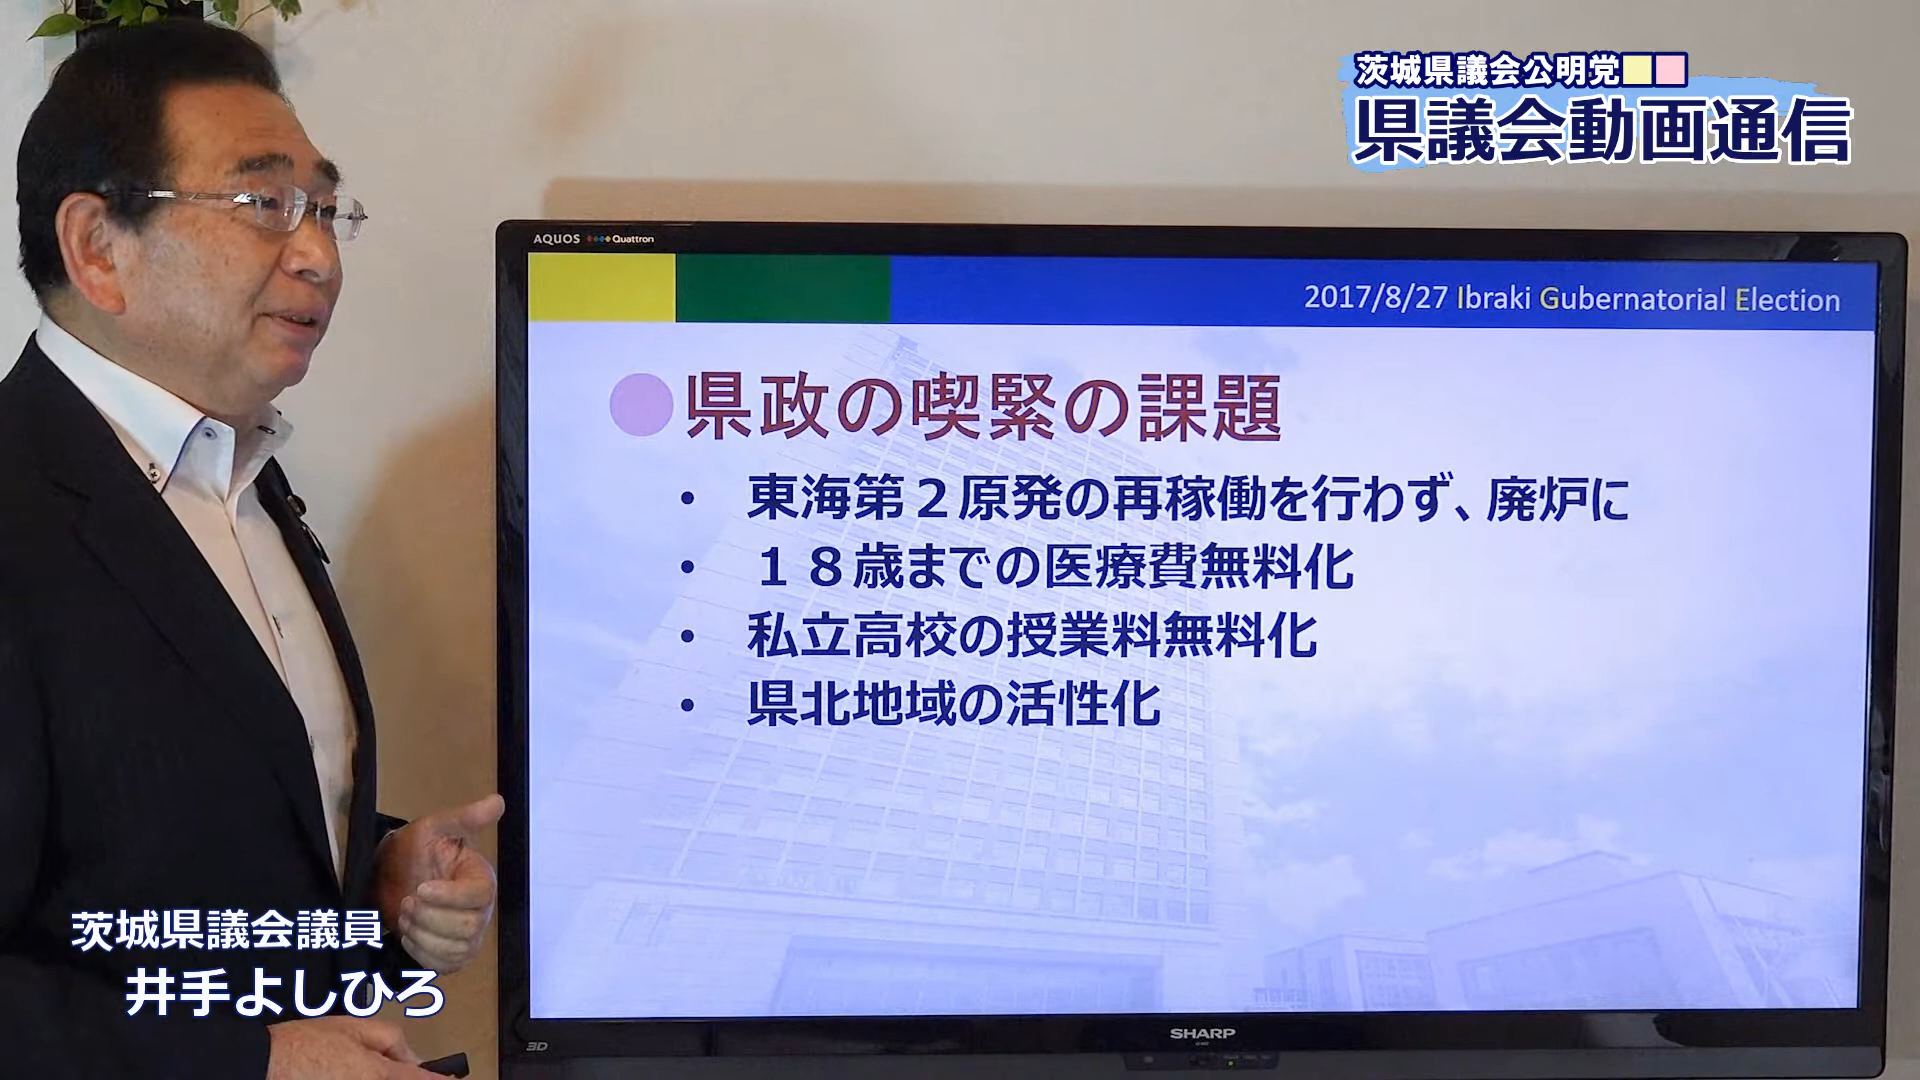 茨城県議会公明党
県議会動画通信
AQUOS Quattron
2017/8/27 Ibraki Gubernatorial Election
県政の喫緊の課題
• 東海第２原発の再稼働を行わず、廃炉に
• １８歳までの医療費無料化
• 私立高校の授業料無料化
• 県北地域の活性化
茨城県議会議員
井手よしひろ
SHARP
3D